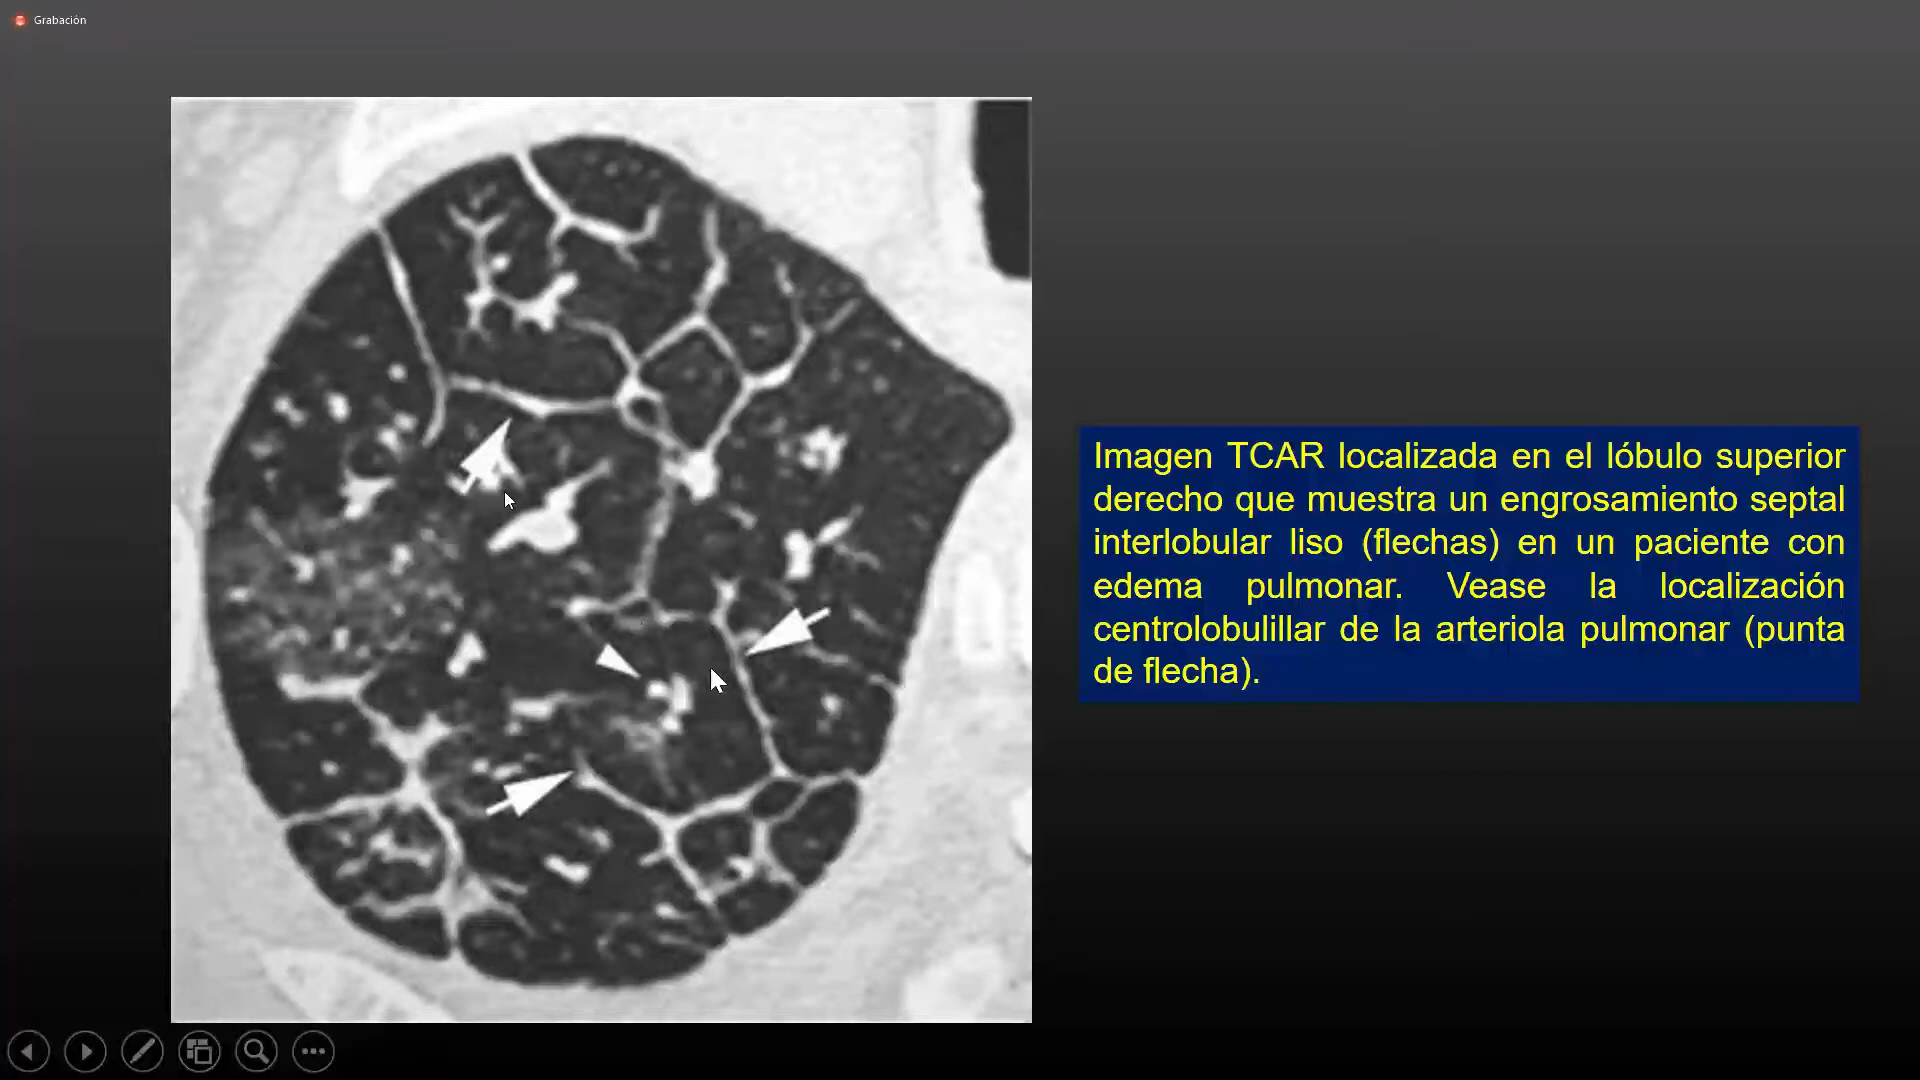 Grabación
Imagen TCAR localizada en el lóbulo superior
derecho que muestra un engrosamiento septal
interlobular liso (flechas) en un paciente con
edema pulmonar. Vease la localización
centrolobulillar de la arteriola pulmonar (punta
de flecha).